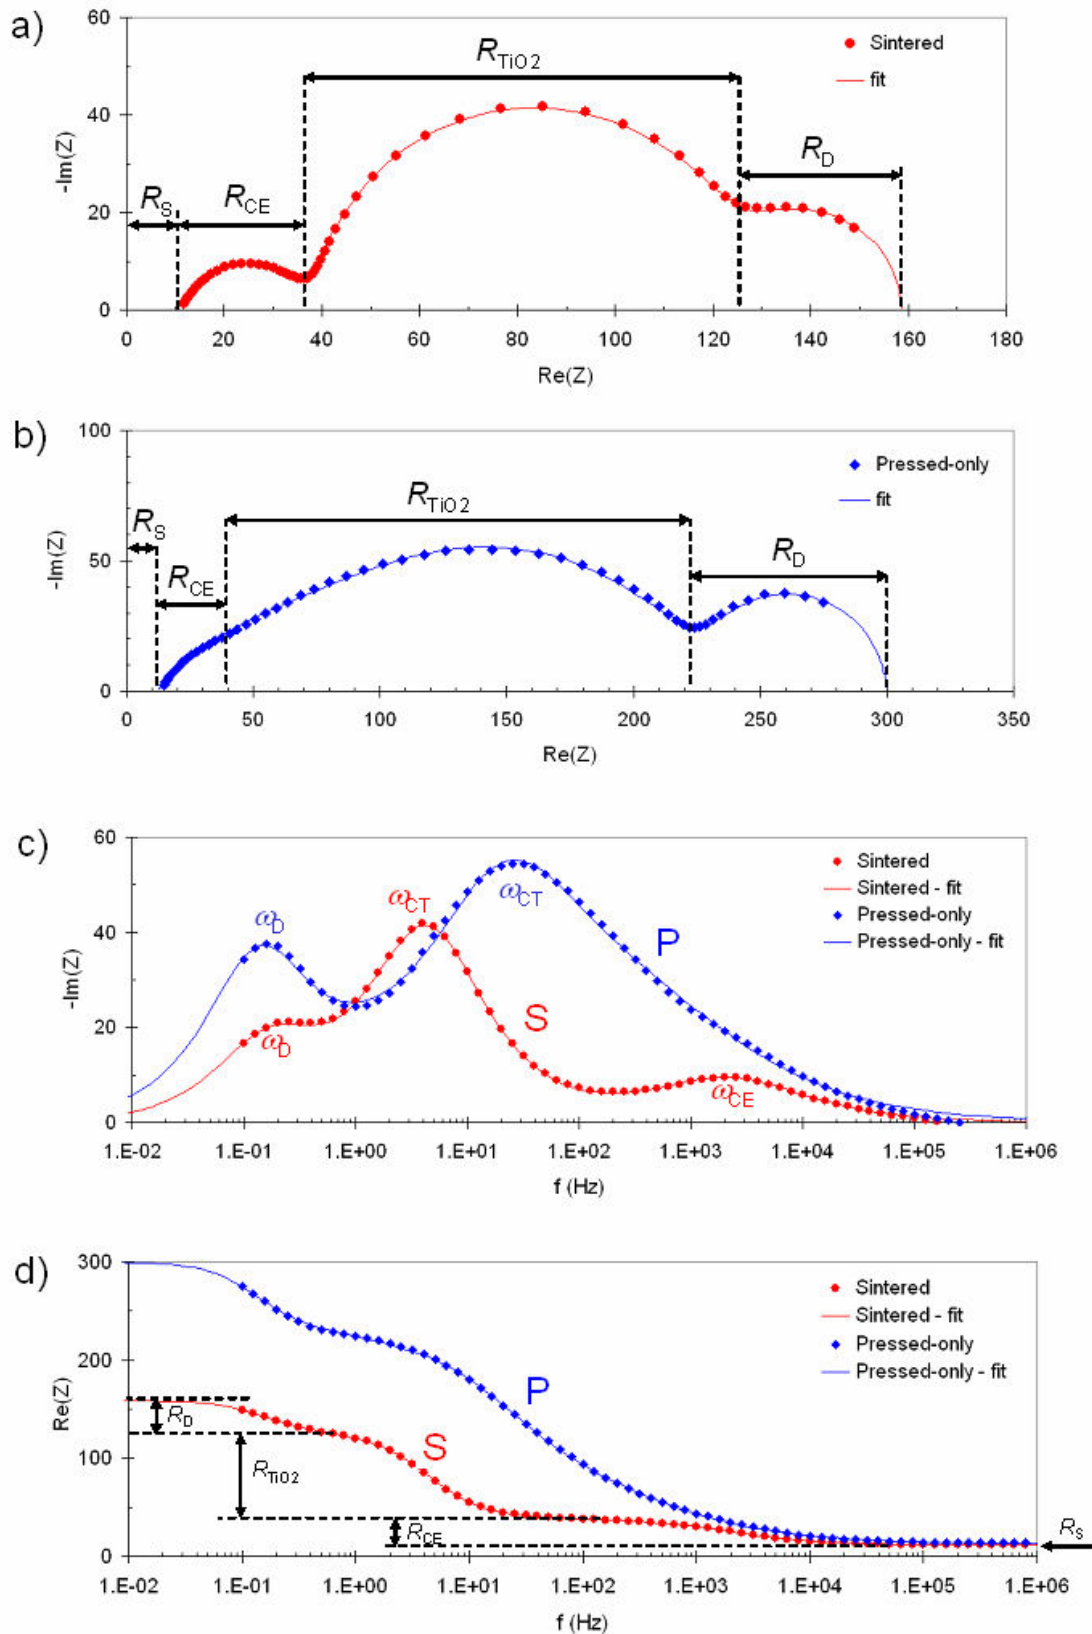 a)
60
40
20
0
-Im(Z)
R_TiO2
Sintered
fit
R_S
R_CE
R_D
0 20 40 60 80 100 120 140 160 180
Re(Z)
b)
100
50
0
-Im(Z)
R_TiO2
Pressed-only
fit
R_S
R_CE
R_D
0 50 100 150 200 250 300 350
Re(Z)
c)
60
40
20
0
-Im(Z)
ω_D
ω_CT
ω_CT
P
S
ω_D
ω_CE
Sintered
Sintered - fit
Pressed-only
Pressed-only - fit
1.E-02 1.E-01 1.E+00 1.E+01 1.E+02 1.E+03 1.E+04 1.E+05 1.E+06
f (Hz)
d)
300
200
100
0
Re(Z)
Sintered
Sintered - fit
Pressed-only
Pressed-only - fit
P
S
R_D
R_TiO2
R_CE
R_S
1.E-02 1.E-01 1.E+00 1.E+01 1.E+02 1.E+03 1.E+04 1.E+05 1.E+06
f (Hz)